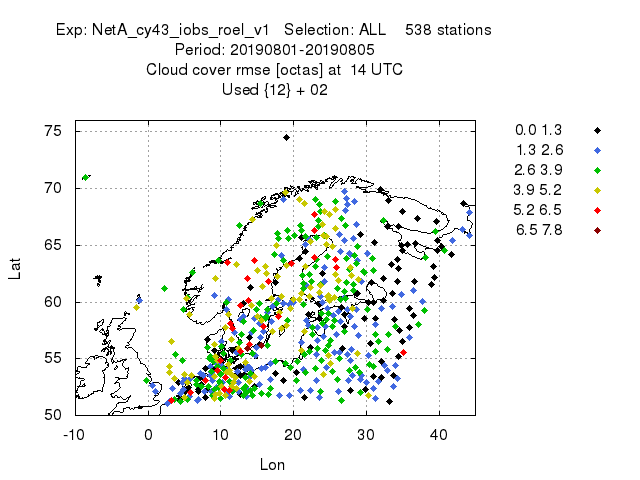 Exp: NetA_cy43_iobs_roel_v1   Selection: ALL    538 stations
Period: 20190801-20190805
Cloud cover rmse [octas] at  14 UTC
Used {12} + 02
0.0 1.3
1.3 2.6
2.6 3.9
3.9 5.2
5.2 6.5
6.5 7.8
75
70
65
60
55
50
Lat
-10 0 10 20 30 40
Lon